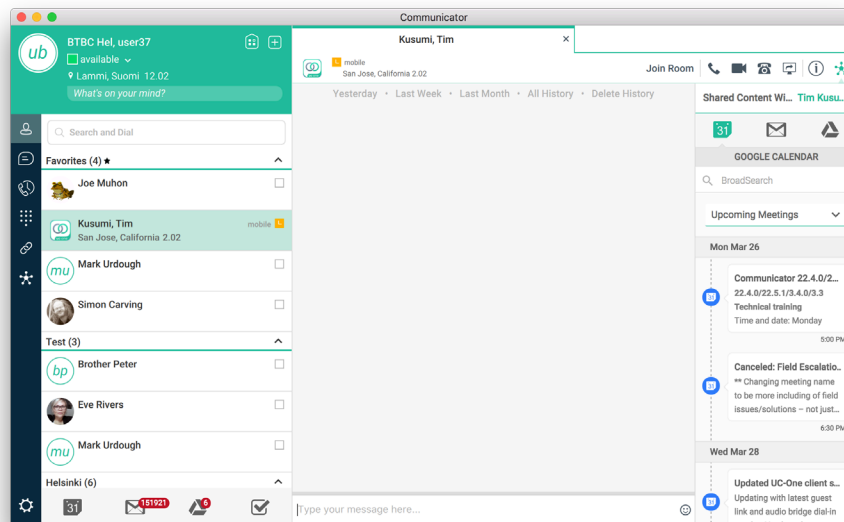 Communicator
ub
BTBC Hel, user37
available
Lammi, Suomi 12.02
What's on your mind?
Search and Dial
Favorites (4)
Joe Muhon
Kusumi, Tim
San Jose, California 2.02
mobile L
mu
Mark Urdough
Simon Carving
Test (3)
bp
Brother Peter
Eve Rivers
mu
Mark Urdough
Helsinki (6)
31
151921
6
Kusumi, Tim
L mobile
San Jose, California 2.02
Join Room
Yesterday • Last Week • Last Month • All History • Delete History
Type your message here...
Shared Content Wi... Tim Kusu..
31
GOOGLE CALENDAR
BroadSearch
Upcoming Meetings
Mon Mar 26
31
Communicator 22.4.0/2...
22.4.0/22.5.1/3.4.0/3.3
Technical training
Time and date: Monday
5:00 PM
31
Canceled: Field Escalatio..
** Changing meeting name
to be more including of field
issues/solutions – not just...
6:30 PM
Wed Mar 28
31
Updated UC-One client s...
Updating with latest guest
link and audio bridge dial-in